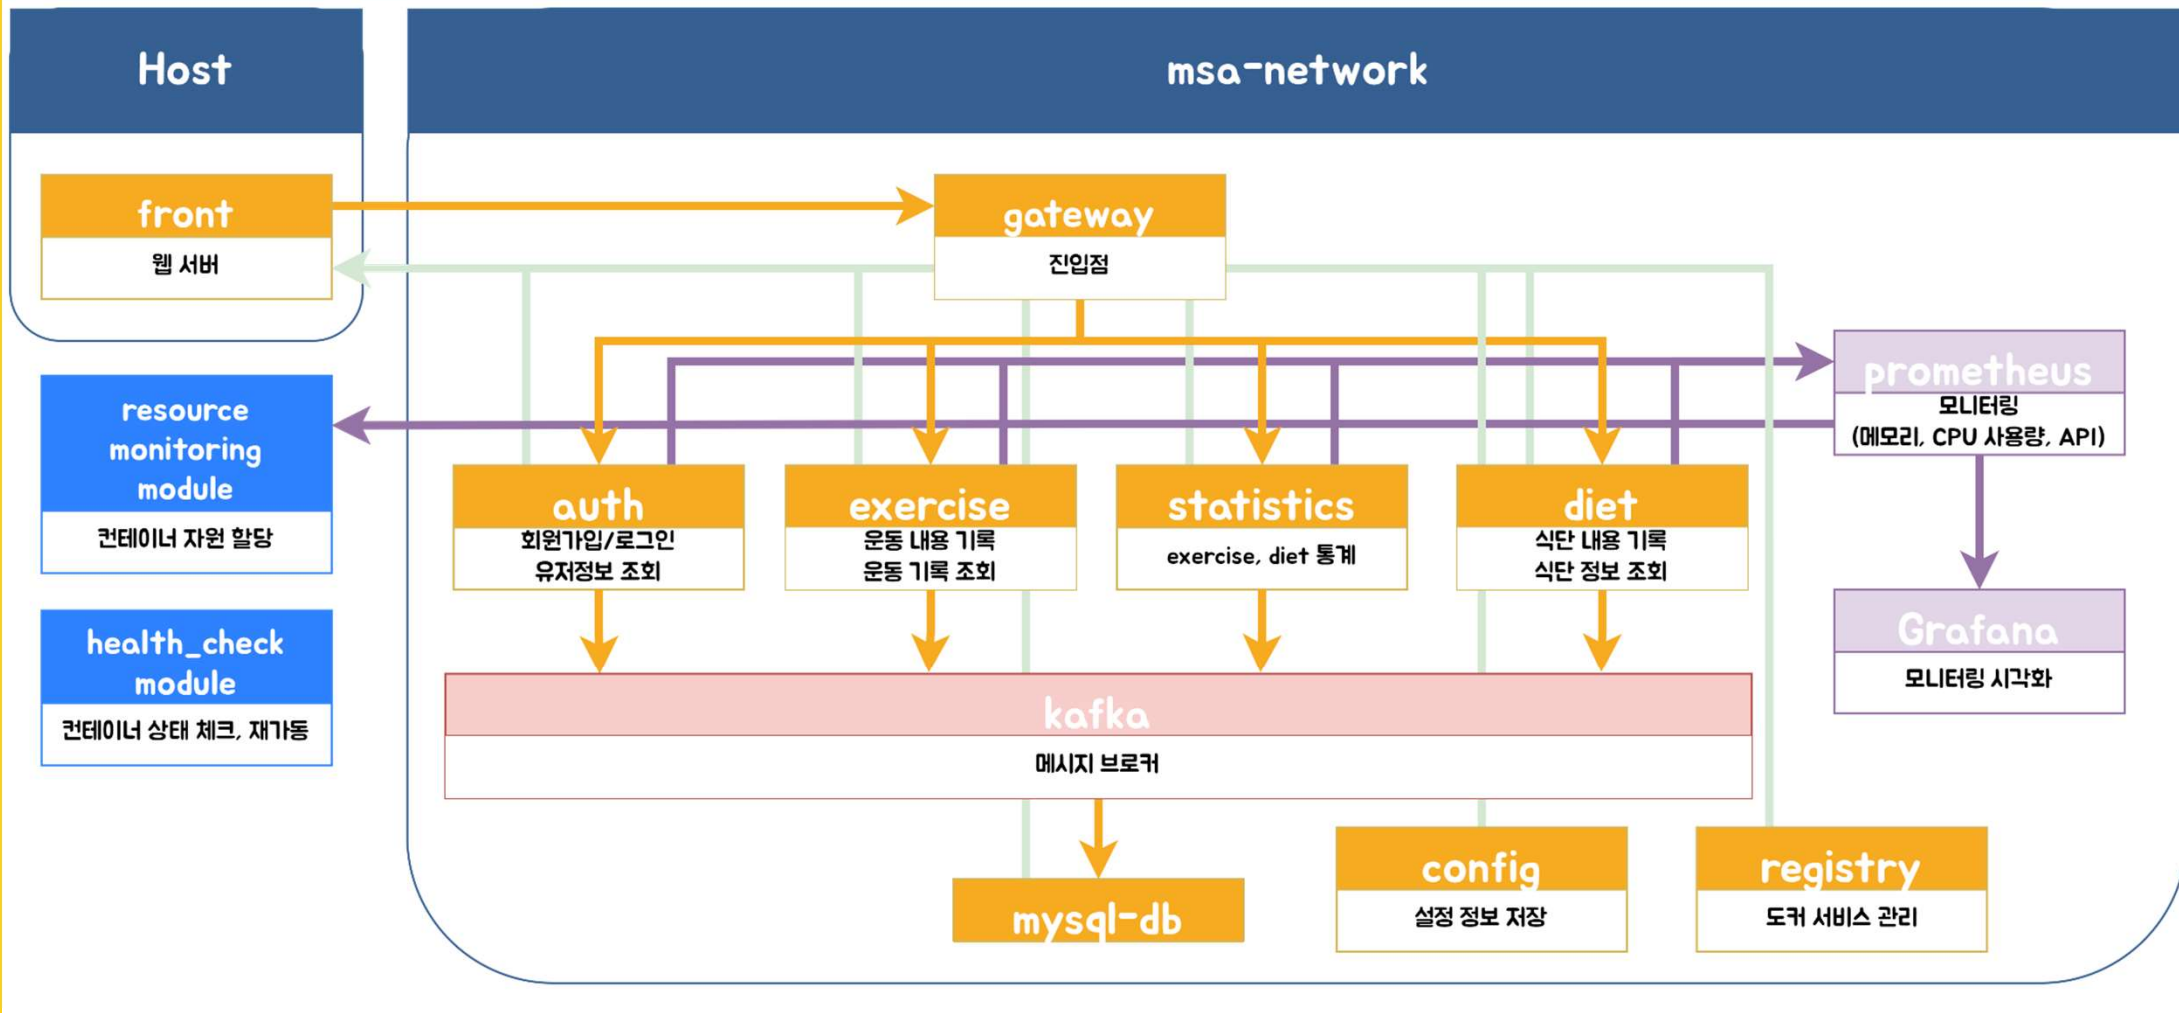 Host
msa-network
front
웹 서버
gateway
진입점
prometheus
모니터링
(메모리, CPU 사용량, API)
resource
monitoring
module
컨테이너 자원 할당
auth
회원가입/로그인
유저정보 조회
exercise
운동 내용 기록
운동 기록 조회
statistics
exercise, diet 통계
diet
식단 내용 기록
식단 정보 조회
Grafana
모니터링 시각화
health_check
module
컨테이너 상태 체크, 재가동
kafka
메시지 브로커
mysql-db
config
설정 정보 저장
registry
도커 서비스 관리